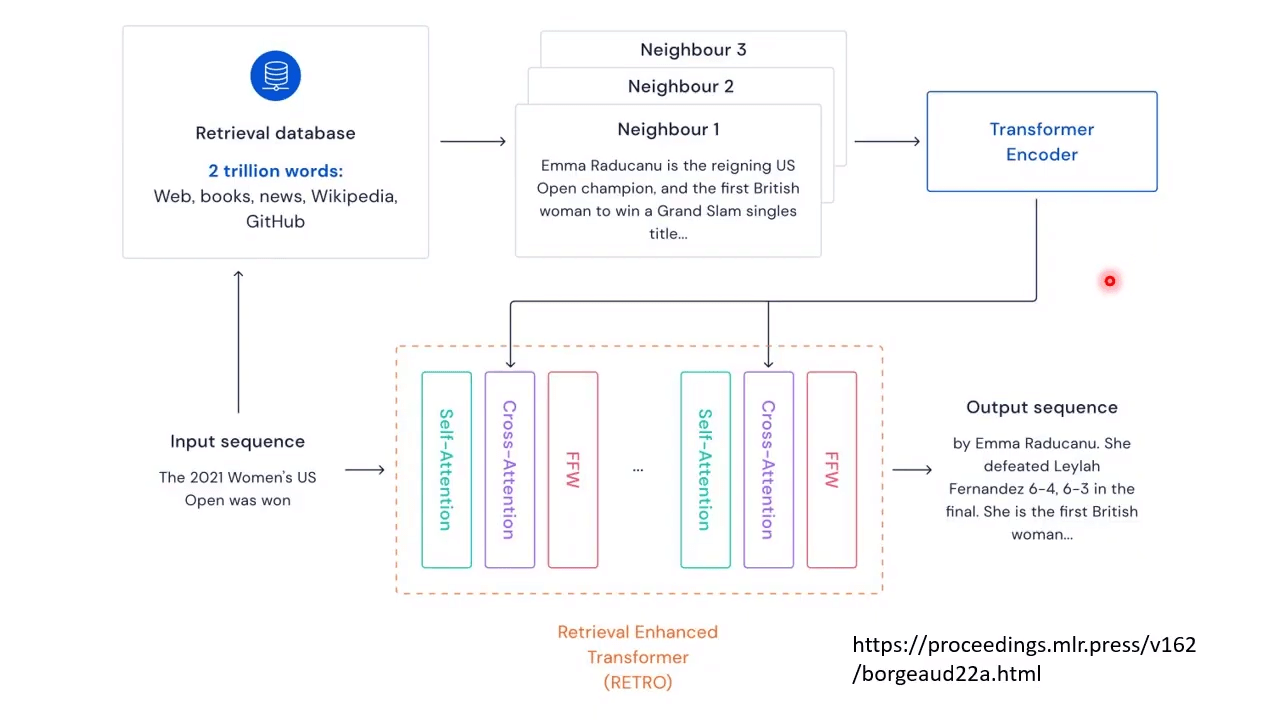 Retrieval database
2 trillion words:
Web, books, news, Wikipedia,
GitHub
Neighbour 3
Neighbour 2
Neighbour 1
Emma Raducanu is the reigning US
Open champion, and the first British
woman to win a Grand Slam singles
title...
Transformer
Encoder
Input sequence
The 2021 Women's US
Open was won
Self-Attention
Cross-Attention
FFW
...
Self-Attention
Cross-Attention
FFW
Output sequence
by Emma Raducanu. She
defeated Leylah
Fernandez 6-4, 6-3 in the
final. She is the first British
woman...
Retrieval Enhanced
Transformer
(RETRO)
https://proceedings.mlr.press/v162
/borgeaud22a.html